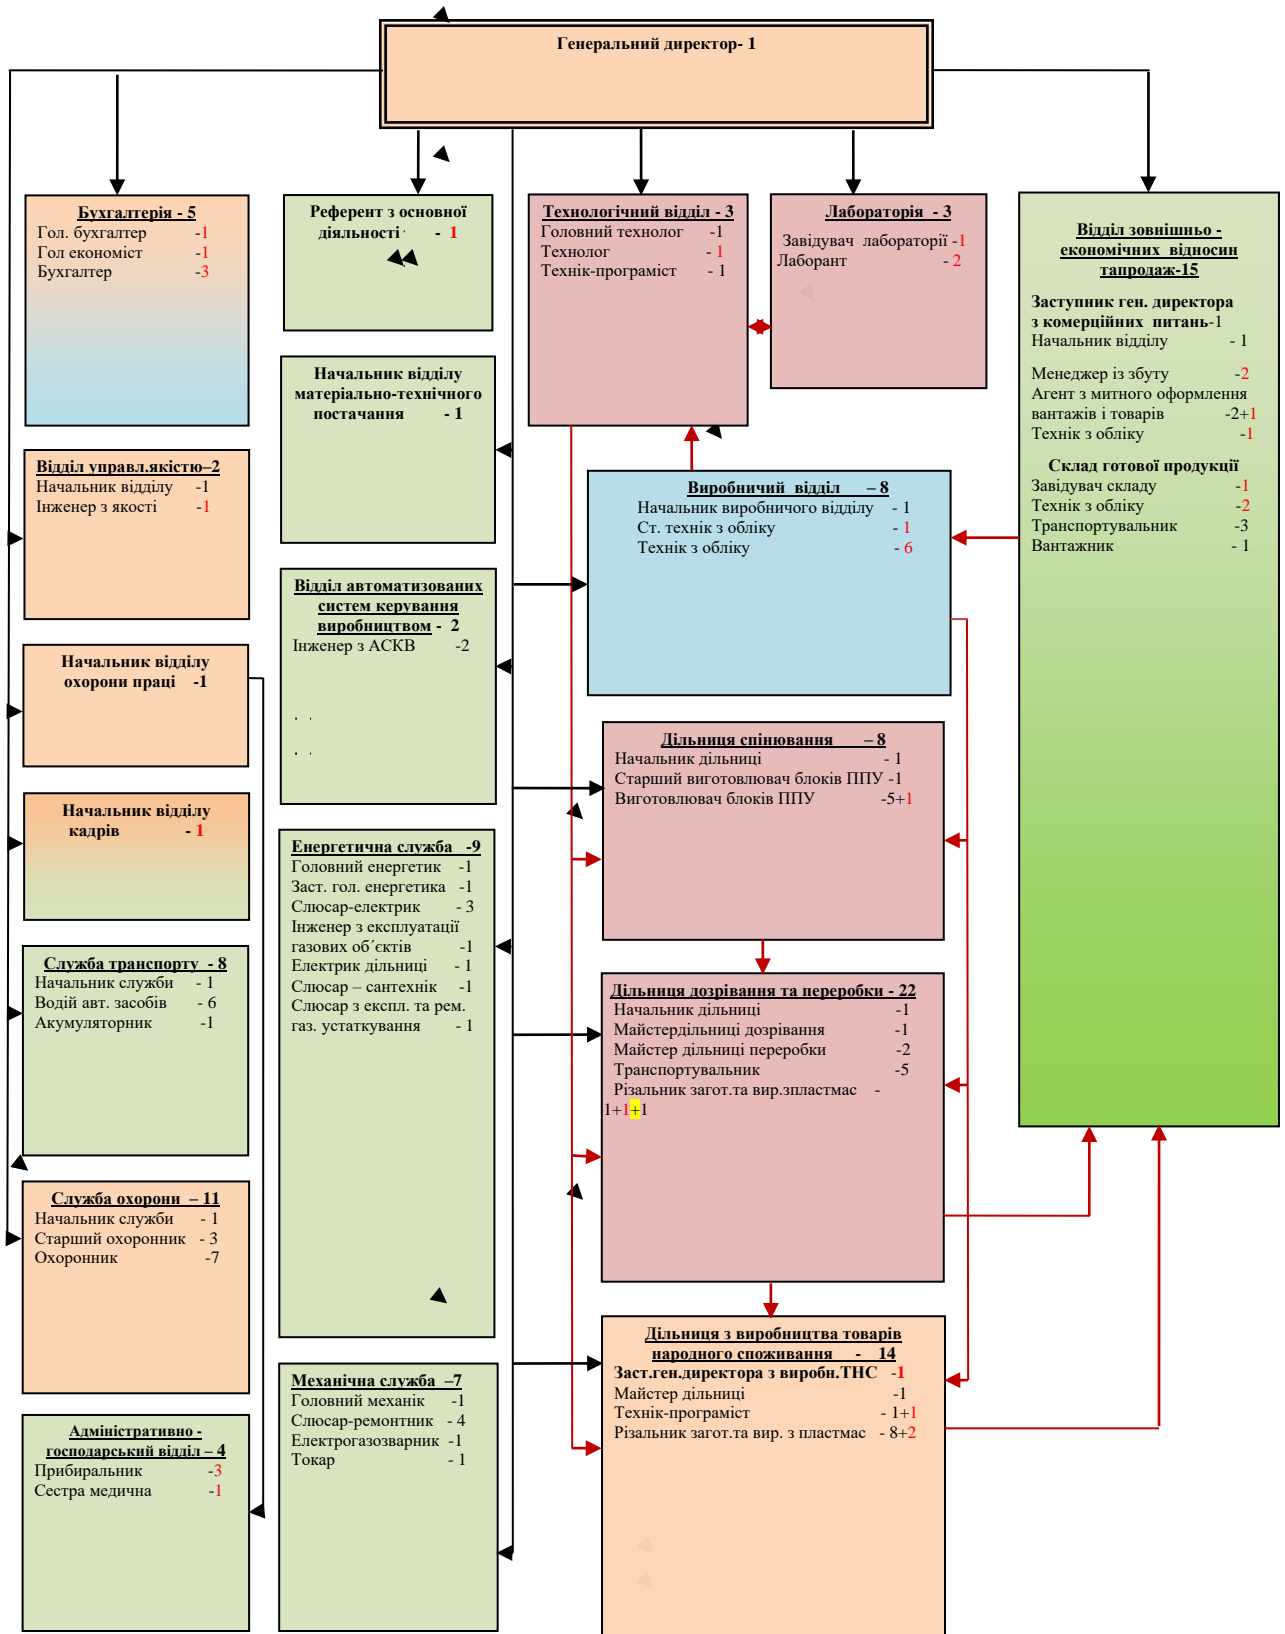 Генеральний директор- 1
Бухгалтерія - 5
Гол. бухгалтер -1
Гол економіст -1
Бухгалтер -3
Референт з основної
діяльності - 1
Технологічний відділ - 3
Головний технолог -1
Технолог - 1
Технік-програміст - 1
Лабораторія - 3
Завідувач лабораторії -1
Лаборант - 2
Відділ зовнішньо -
економічних відносин
тапродаж-15
Заступник ген. директора
з комерційних питань-1
Начальник відділу - 1
Менеджер із збуту -2
Агент з митного оформлення
вантажів і товарів -2+1
Технік з обліку -1
Склад готової продукції
Завідувач складу -1
Технік з обліку -2
Транспортувальник -3
Вантажник - 1
Начальник відділу
матеріально-технічного
постачання - 1
Відділ управл.якістю–2
Начальник відділу -1
Інженер з якості -1
Виробничий відділ – 8
Начальник виробничого відділу - 1
Ст. технік з обліку - 1
Технік з обліку - 6
Відділ автоматизованих
систем керування
виробництвом - 2
Інженер з АСКВ -2
Начальник відділу
охорони праці -1
Дільниця спінювання – 8
Начальник дільниці - 1
Старший виготовлювач блоків ППУ -1
Виготовлювач блоків ППУ -5+1
Начальник відділу
кадрів - 1
Енергетична служба -9
Головний енергетик -1
Заст. гол. енергетика -1
Слюсар-електрик - 3
Інженер з експлуатації
газових об´єктів -1
Електрик дільниці - 1
Слюсар – сантехнік -1
Слюсар з експл. та рем.
газ. устаткування - 1
Служба транспорту - 8
Начальник служби - 1
Водій авт. засобів - 6
Акумуляторник -1
Дільниця дозрівання та переробки - 22
Начальник дільниці -1
Майстердільниці дозрівання -1
Майстер дільниці переробки -2
Транспортувальник -5
Різальник загот.та вир.зпластмас -
1+1+1
Служба охорони – 11
Начальник служби - 1
Старший охоронник - 3
Охоронник -7
Дільниця з виробництва товарів
народного споживання - 14
Заст.ген.директора з виробн.ТНС -1
Майстер дільниці -1
Технік-програміст - 1+1
Різальник загот.та вир. з пластмас - 8+2
Механічна служба –7
Головний механік -1
Слюсар-ремонтник - 4
Електрогазозварник -1
Токар - 1
Адміністративно -
господарський відділ – 4
Прибиральник -3
Сестра медична -1